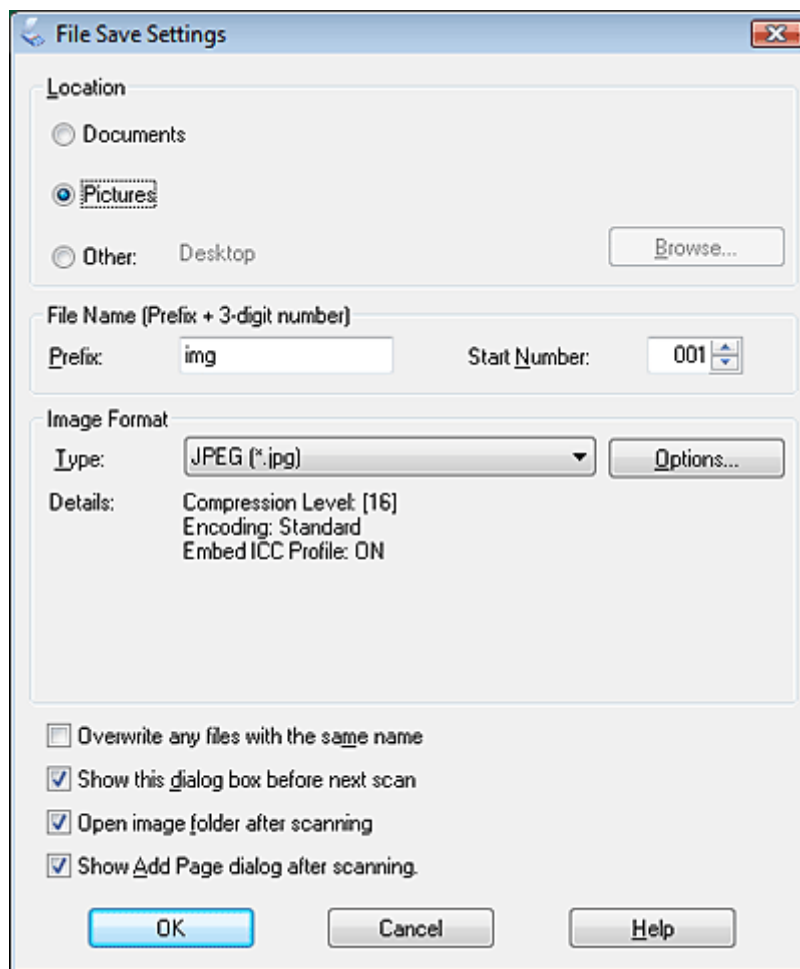 File Save Settings
Location
Documents
Pictures
Other: Desktop Browse...
File Name (Prefix + 3-digit number)
Prefix: img Start Number: 001
Image Format
Type: JPEG (*.jpg) Options...
Details: Compression Level: [16]
Encoding: Standard
Embed ICC Profile: ON
Overwrite any files with the same name
Show this dialog box before next scan
Open image folder after scanning
Show Add Page dialog after scanning.
OK Cancel Help